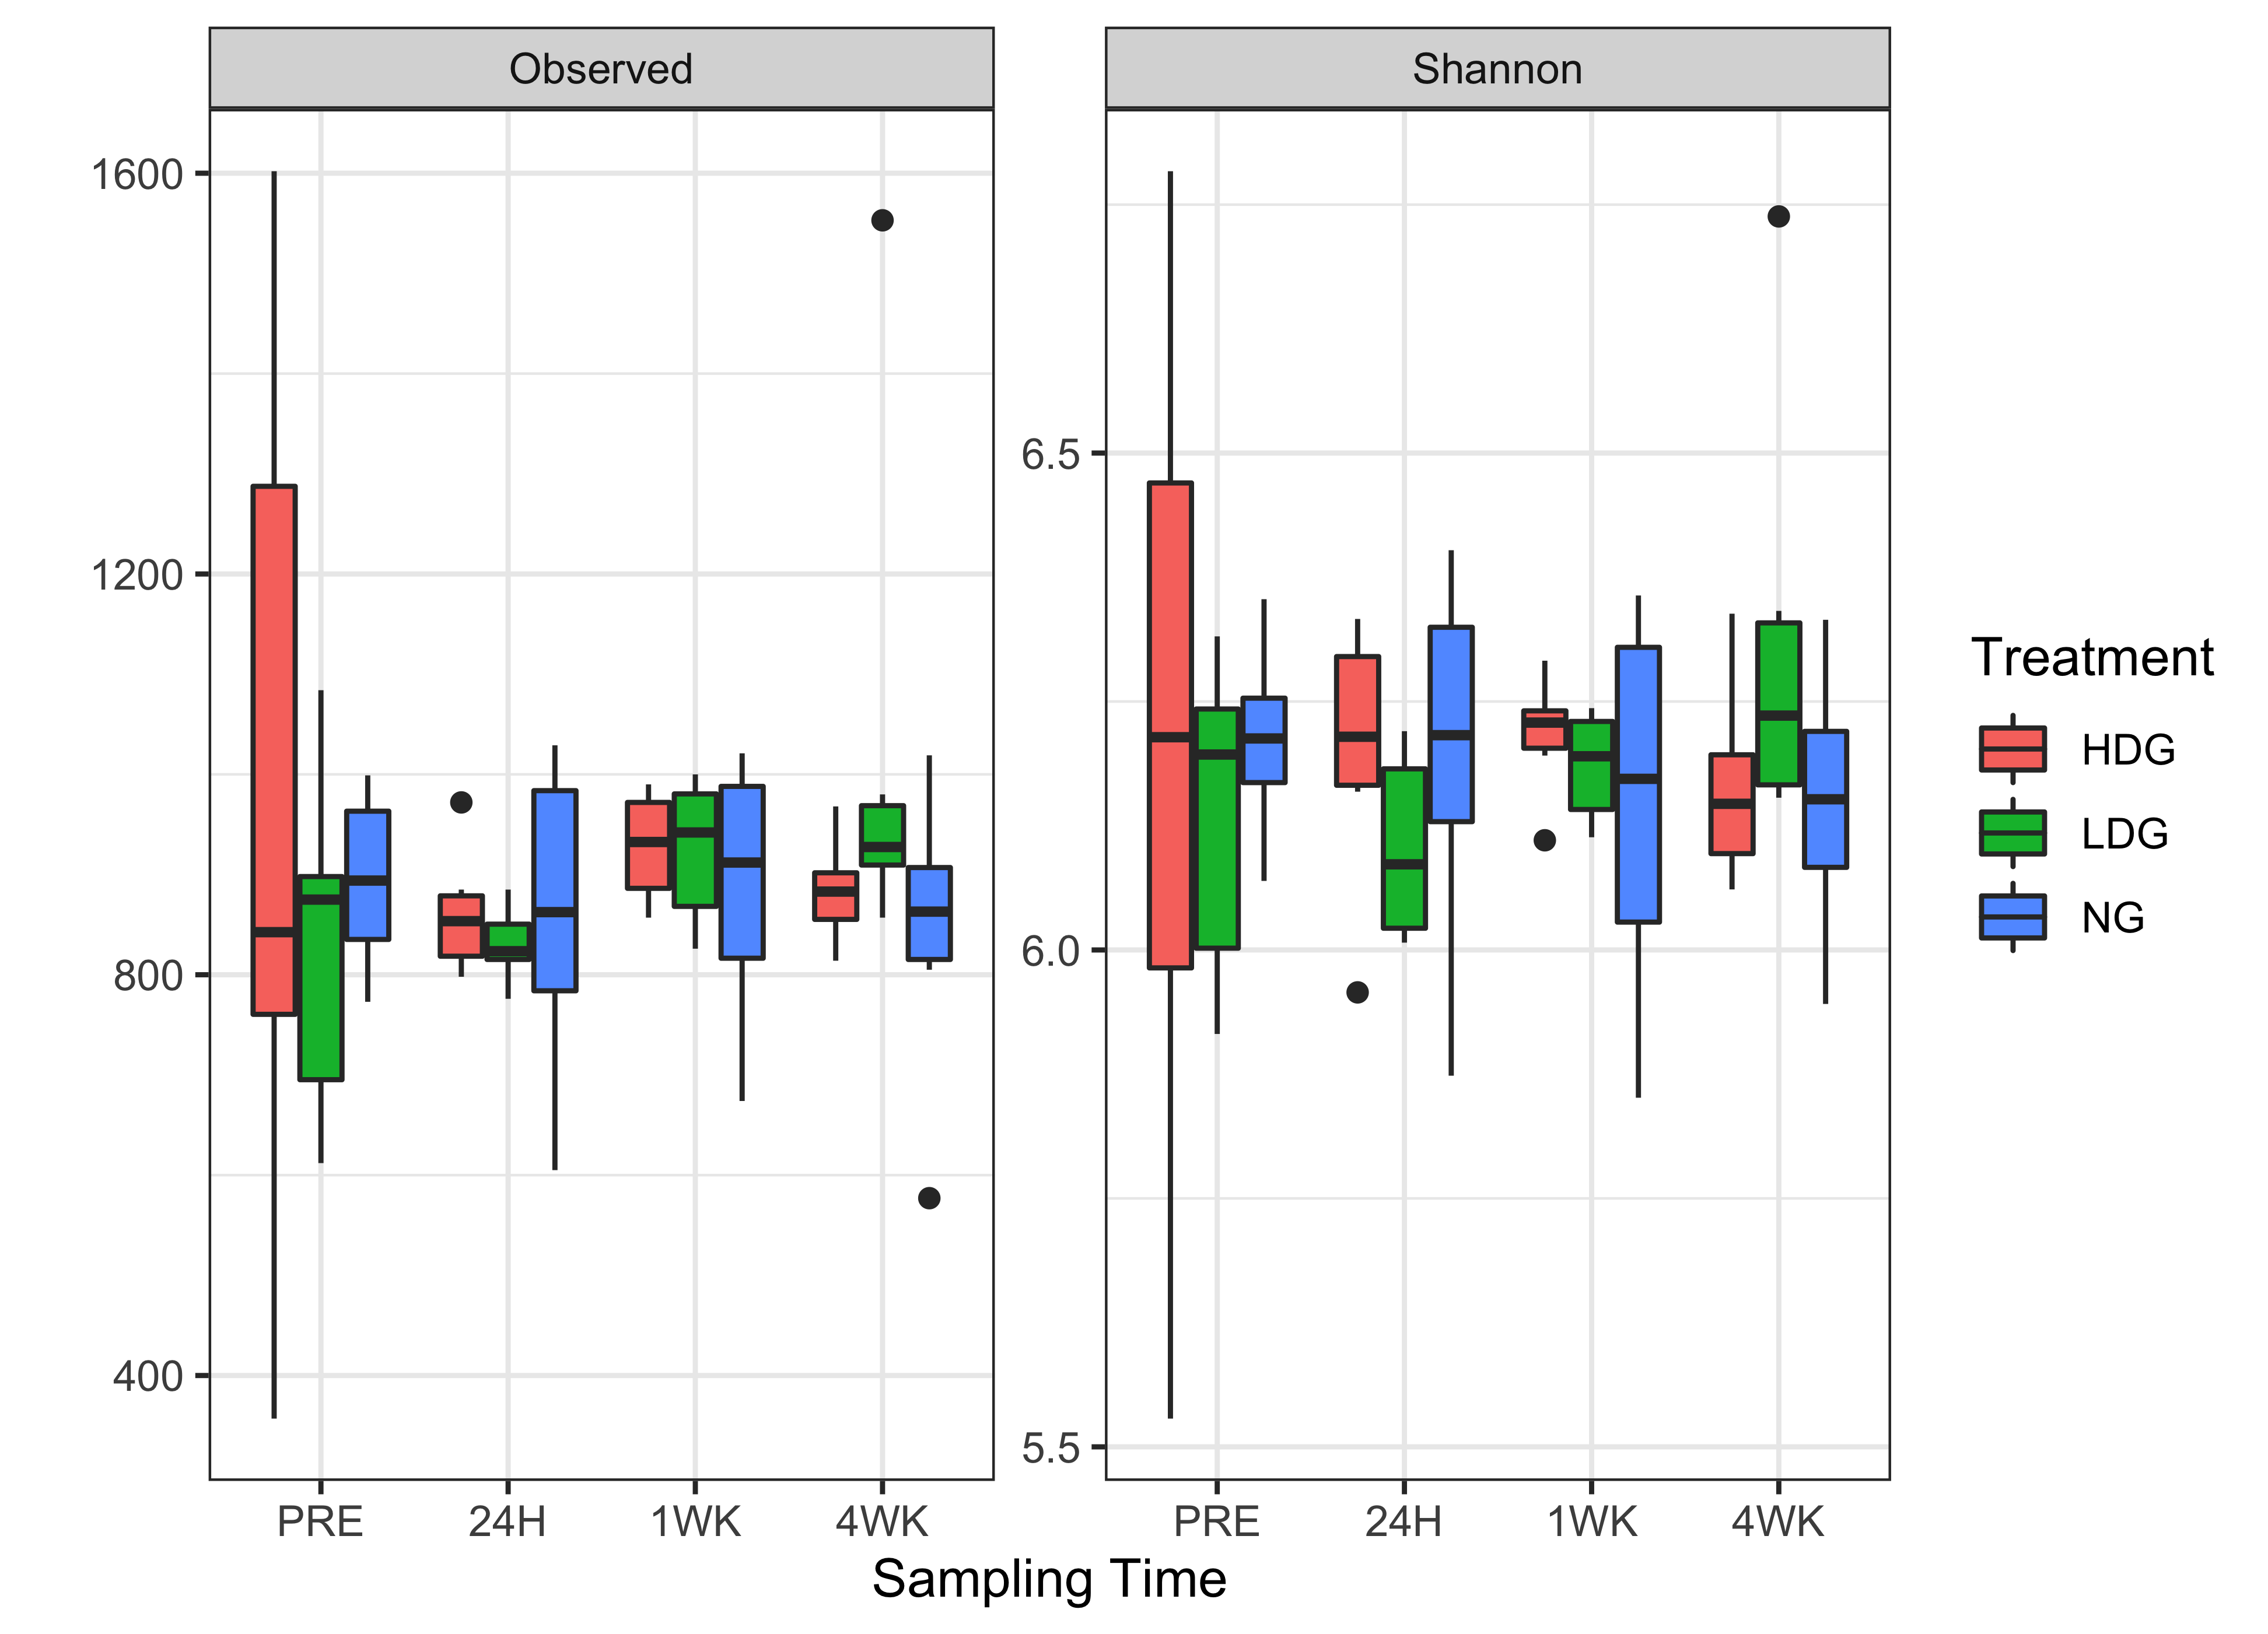 Observed
Shannon
1600
1200
800
400
6.5
6.0
5.5
PRE 24H 1WK 4WK
PRE 24H 1WK 4WK
Sampling Time
Treatment
HDG
LDG
NG